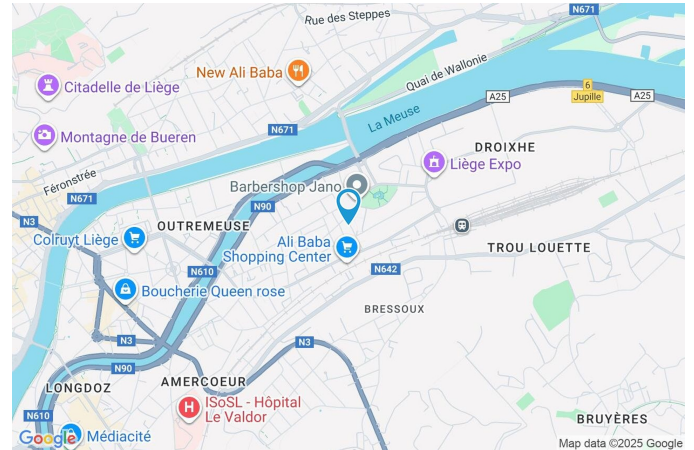 Rue des Steppes
N671
New Ali Baba
Quai de Wallonie
Citadelle de Liège
6
Jupille
A25
A25
La Meuse
N671
Montagne de Bueren
DROIXHE
Liège Expo
Féronstrée
Barbershop Jano
N671
N90
N3
OUTREMEUSE
Colruyt Liège
Ali Baba
Shopping Center
TROU LOUETTE
N610
N642
Boucherie Queen rose
BRESSOUX
N3
N3
N90
LONGDOZ
AMERCOEUR
ISoSL - Hôpital
Le Valdor
N610
BRUYÈRES
Google
Médiacité
Map data ©2025 Google